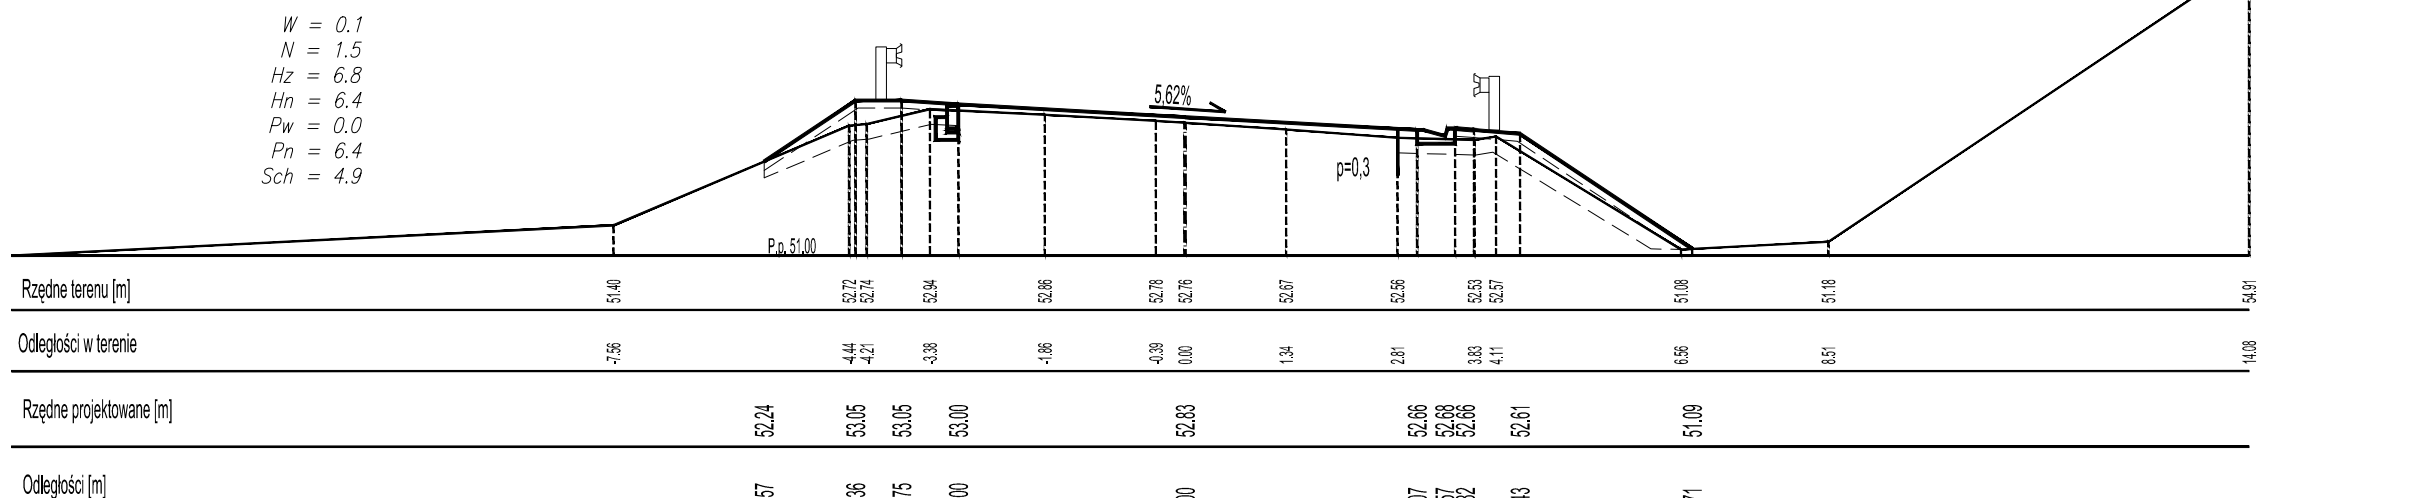 W = 0.1
N = 1.5
Hz = 6.8
Hn = 6.4
Pw = 0.0
Pn = 6.4
Sch = 4.9
5,62%
p=0,3
P.p. 51.00
Rzędne terenu [m] 51.40 52.72 52.74 52.94 52.86 52.78 52.76 52.67 52.56 52.53 52.57 51.08 51.18 54.91
Odległości w terenie -7.56 -4.44 -4.21 -3.38 -1.86 -0.39 0.00 1.34 2.81 3.83 4.11 6.56 8.51 14.08
Rzędne projektowane [m] 52.24 53.05 53.05 53.00 52.83 52.66 52.68 52.66 52.61 51.09
Odległości [m]